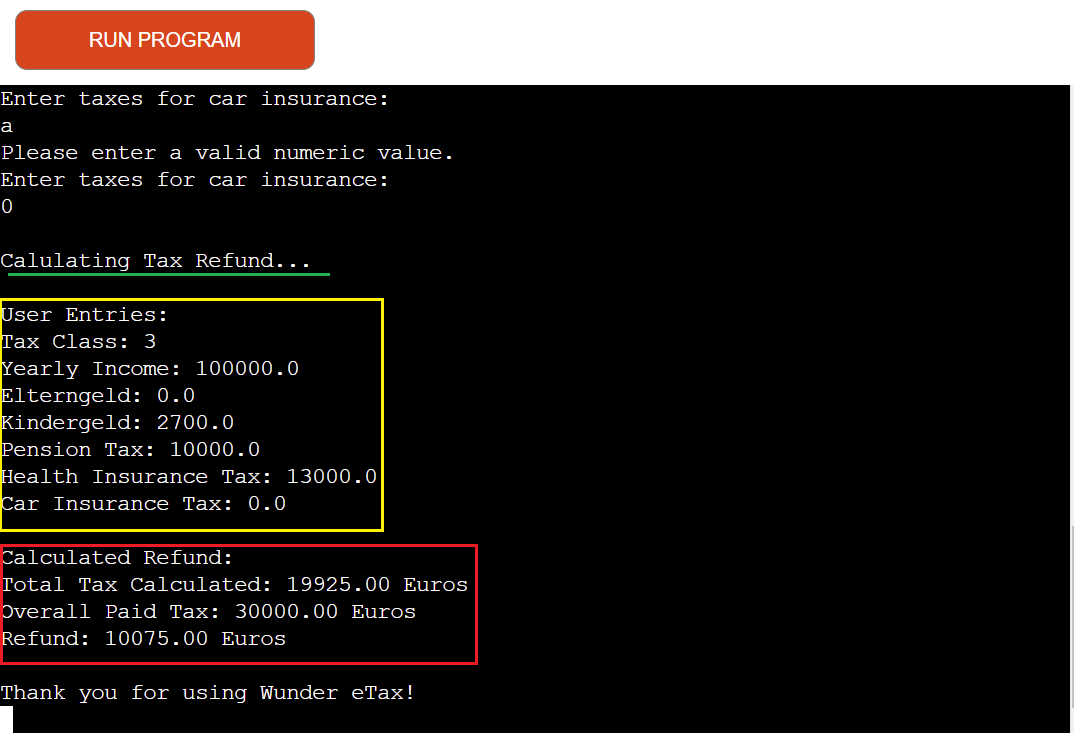 RUN PROGRAM
Enter taxes for car insurance:
a
Please enter a valid numeric value.
Enter taxes for car insurance:
0
Calulating Tax Refund...
User Entries:
Tax Class: 3
Yearly Income: 100000.0
Elterngeld: 0.0
Kindergeld: 2700.0
Pension Tax: 10000.0
Health Insurance Tax: 13000.0
Car Insurance Tax: 0.0
Calculated Refund:
Total Tax Calculated: 19925.00 Euros
Overall Paid Tax: 30000.00 Euros
Refund: 10075.00 Euros
Thank you for using Wunder eTax!